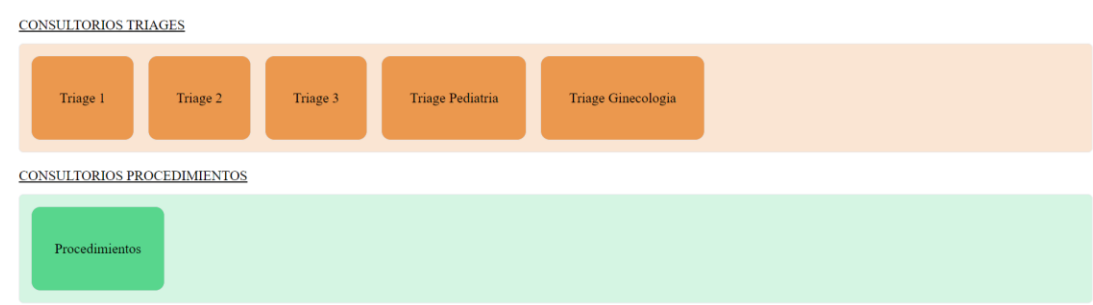 CONSULTORIOS TRIAGES
Triage 1 Triage 2 Triage 3 Triage Pediatria Triage Ginecologia
CONSULTORIOS PROCEDIMIENTOS
Procedimientos